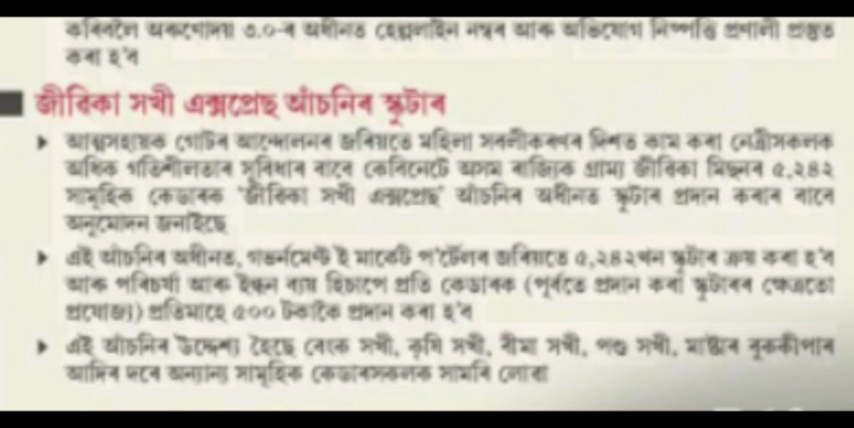 কৰিবলৈ অৰুণোদয় ৩.০-ৰ অধীনত হেল্পলাইন নম্বৰ আৰু অভিযোগ নিষ্পত্তি প্ৰণালী প্ৰস্তুত
কৰা হ'ব
জীৱিকা সখী এক্সপ্ৰেছ আঁচনিৰ স্কুটাৰ
আত্মসহায়ক গোটৰ আন্দোলনৰ জৰিয়তে মহিলা সবলীকৰণৰ দিশত কাম কৰা নেত্ৰীসকলক
অধিক গতিশীলতাৰ সুবিধাৰ বাবে কেবিনেটে অসম ৰাজ্যিক গ্ৰাম্য জীৱিকা মিছনৰ ৫,২৪২
সামূহিক কেডাৰক 'জীৱিকা সখী এক্সপ্ৰেছ' আঁচনিৰ অধীনত স্কুটাৰ প্ৰদান কৰাৰ বাবে
অনুমোদন জনাইছে
এই আঁচনিৰ অধীনত, গভৰ্নমেণ্ট ই মাৰ্কেট প'ৰ্টেলৰ জৰিয়তে ৫,২৪২খন স্কুটাৰ ক্ৰয় কৰা হ'ব
আৰু পৰিচৰ্যা আৰু ইন্ধন ব্যয় হিচাপে প্ৰতি কেডাৰক (পূৰ্বতে প্ৰদান কৰা স্কুটাৰৰ ক্ষেত্ৰতো
প্ৰযোজ্য) প্ৰতিমাহে ৫০০ টকাকৈ প্ৰদান কৰা হ'ব
এই আঁচনিৰ উদ্দেশ্য হৈছে বেংক সখী, কৃষি সখী, বীমা সখী, পশু সখী, মাষ্টাৰ বুককীপাৰ
আদিৰ দৰে অন্যান্য সামূহিক কেডাৰসকলক সামৰি লোৱা